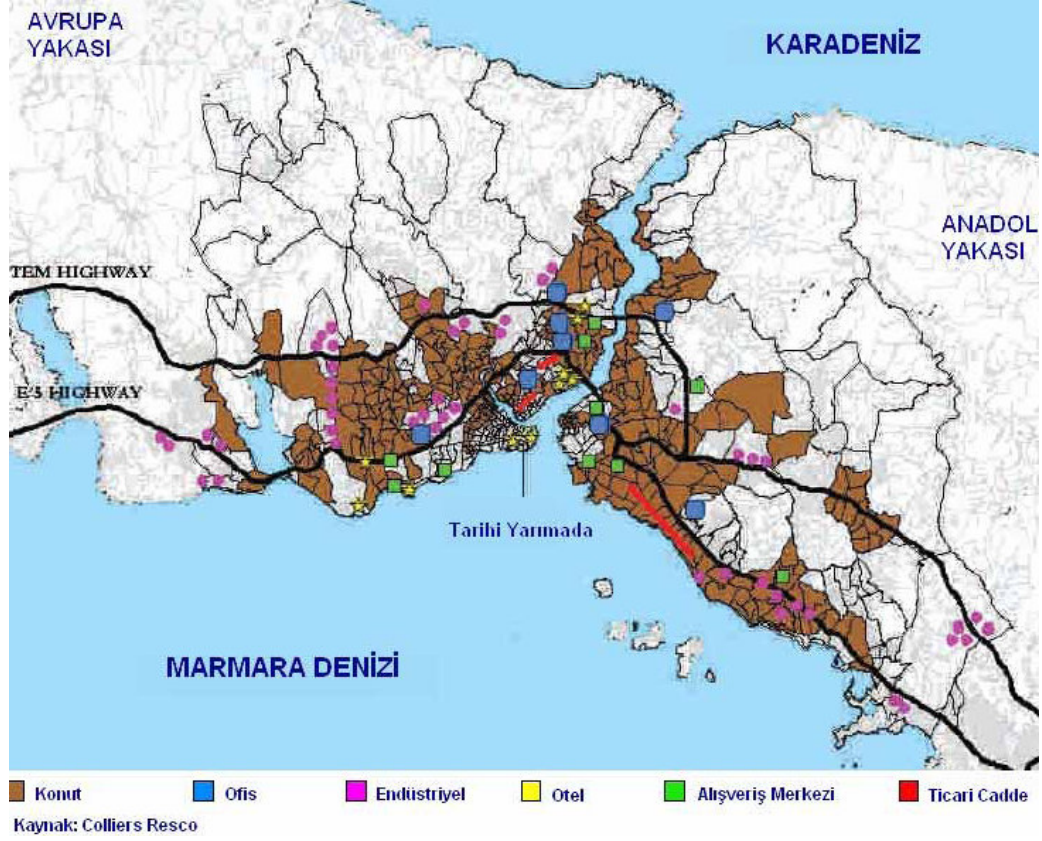 AVRUPA
YAKASI
KARADENİZ
ANADOL
YAKASI
TEM HIGHWAY
E'5 HIGHWAY
Tarihi Yarımada
MARMARA DENİZİ
Konut
Ofis
Endüstriyel
Otel
Alışveriş Merkezi
Ticari Cadde
Kaynak: Colliers Resco